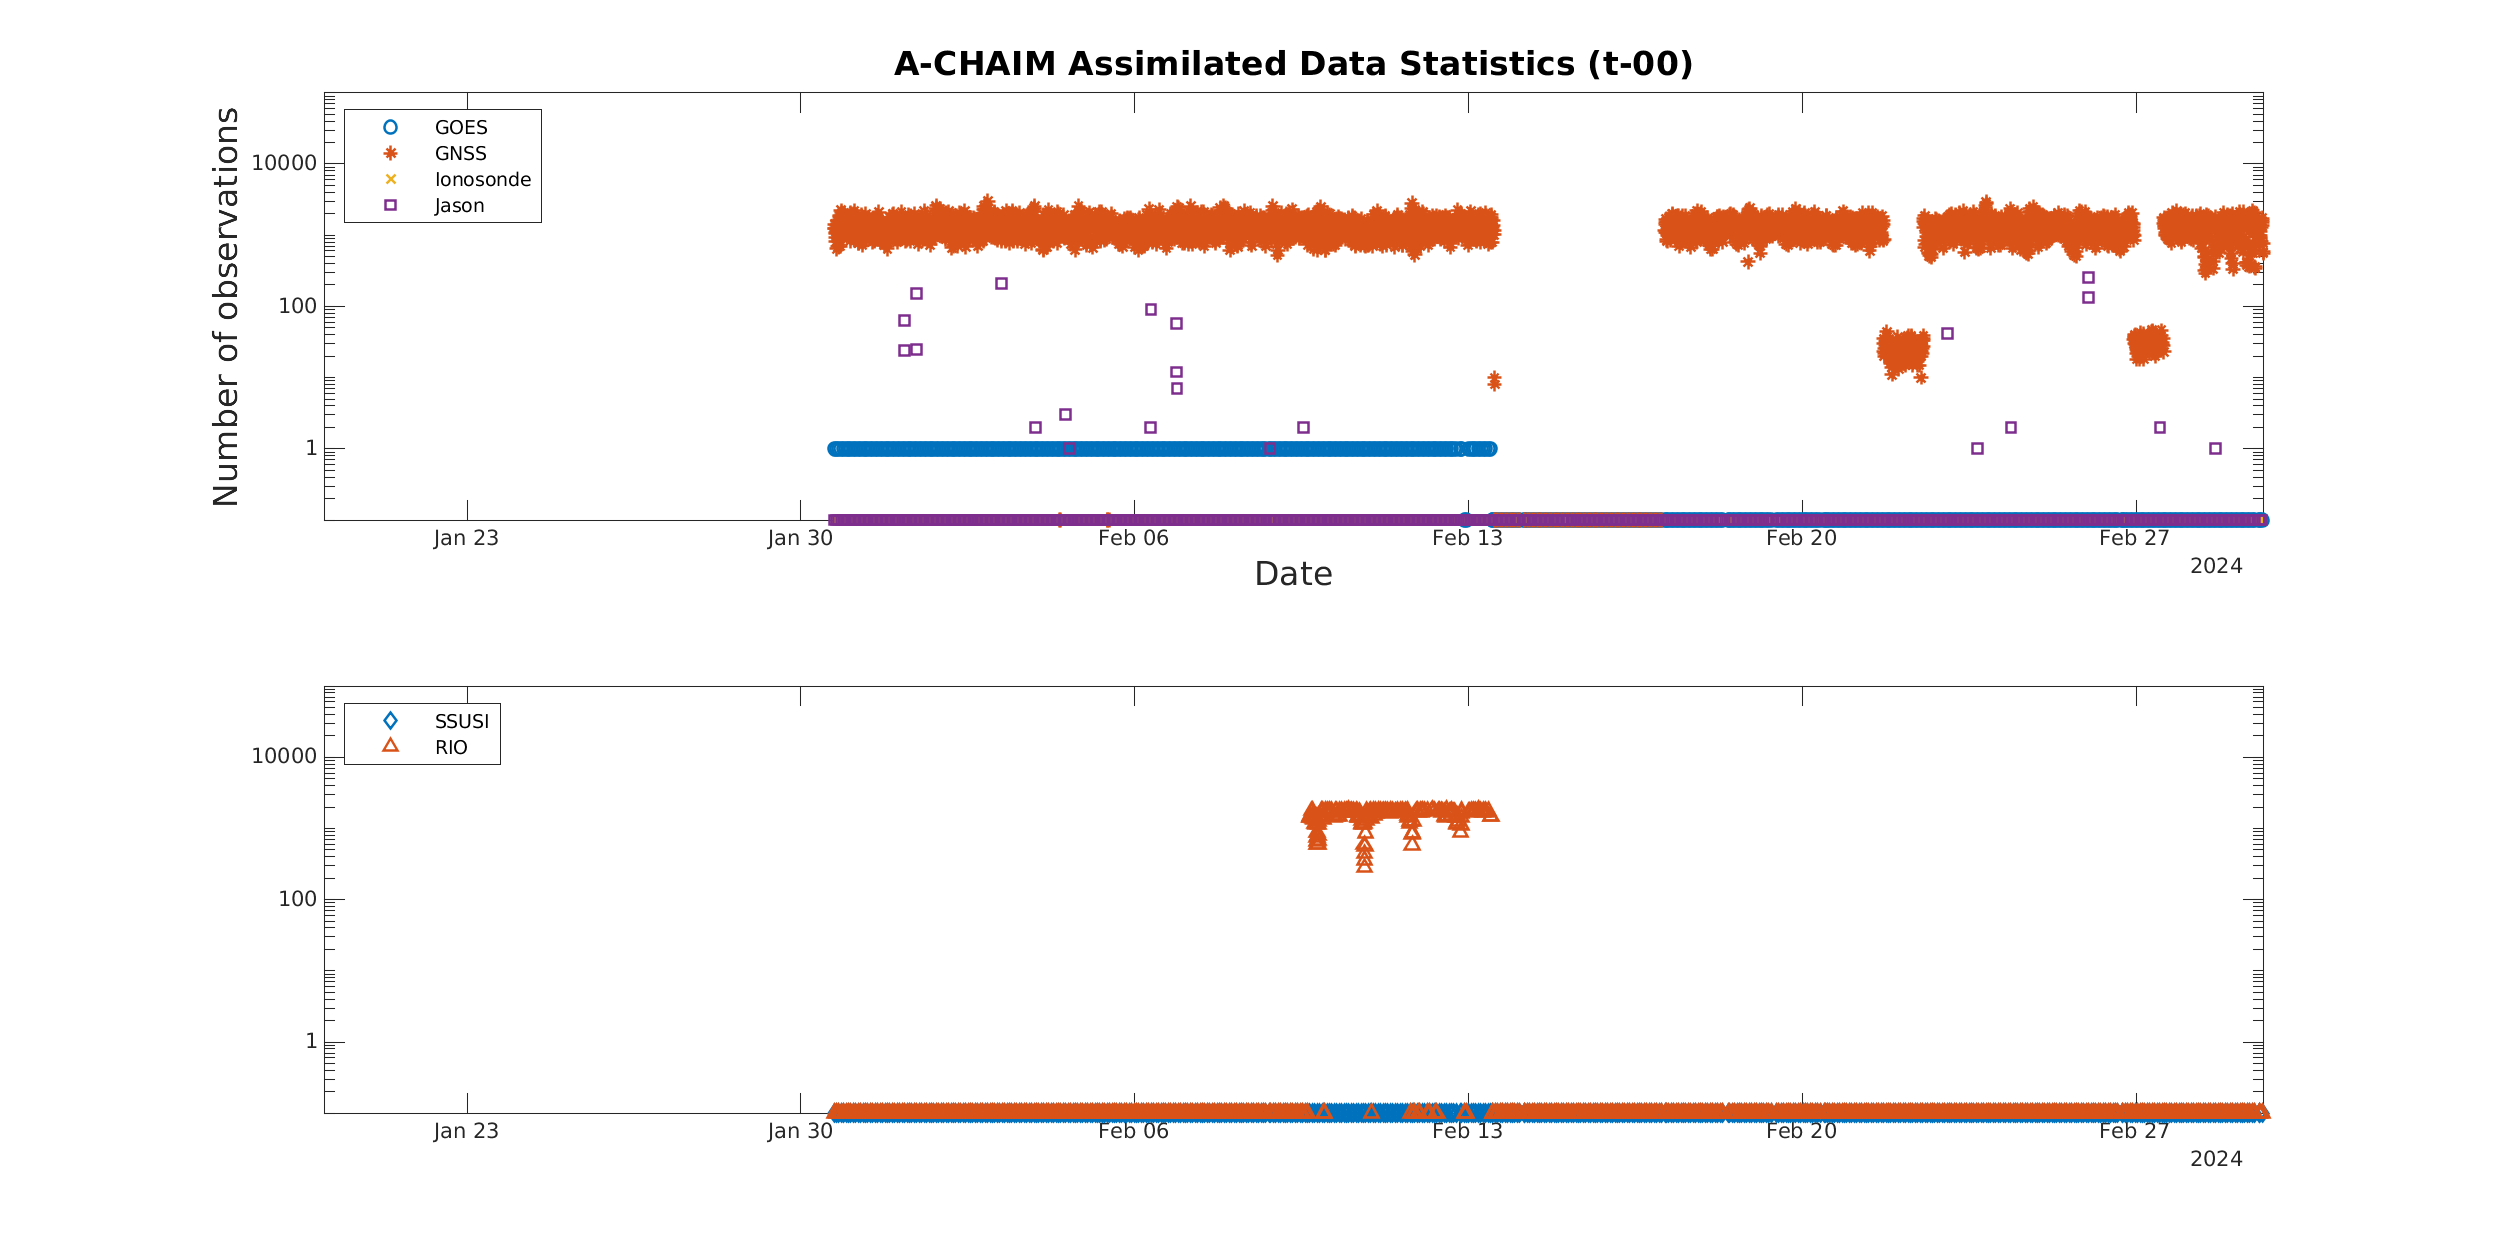 A-CHAIM Assimilated Data Statistics (t-00)
Number of observations
10000
100
1
GOES
GNSS
Ionosonde
Jason
Jan 23 Jan 30 Feb 06 Feb 13 Feb 20 Feb 27
2024
Date
10000
100
1
SSUSI
RIO
Jan 23 Jan 30 Feb 06 Feb 13 Feb 20 Feb 27
2024